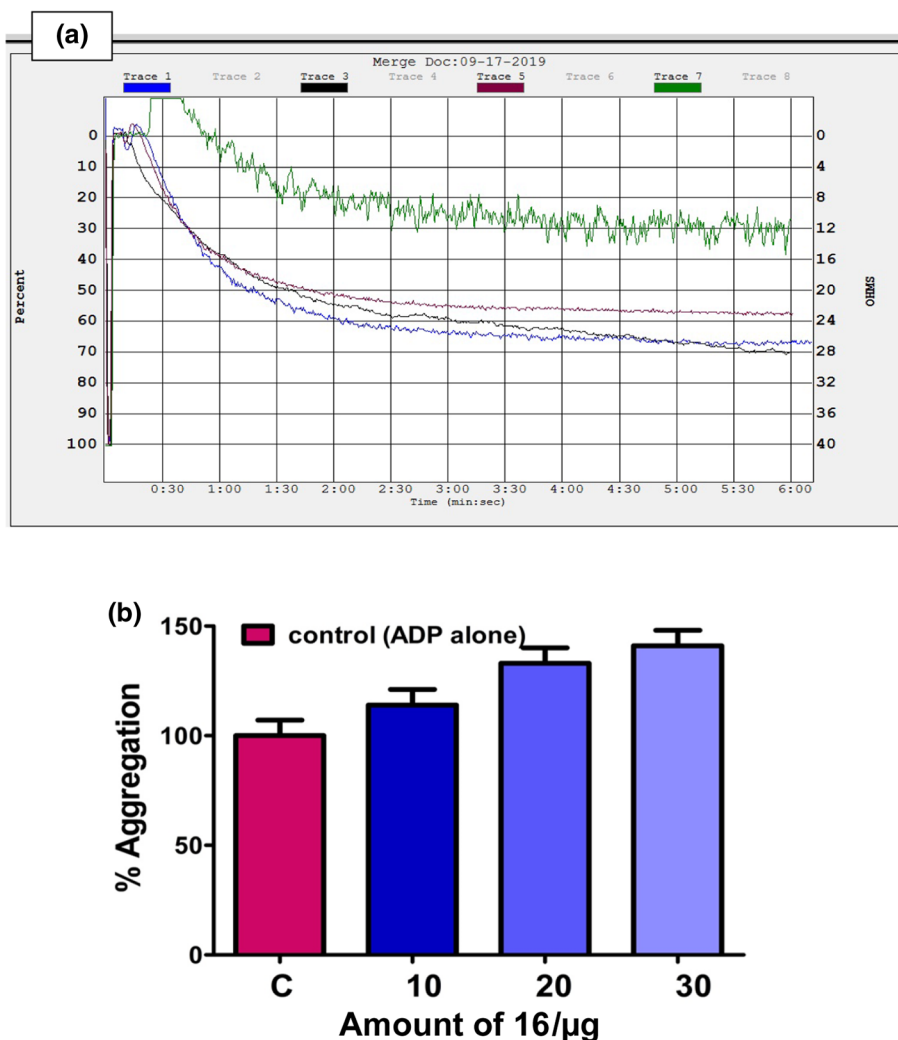 (a)
Merge Doc:09-17-2019
Trace 1 Trace 2 Trace 3 Trace 4 Trace 5 Trace 6 Trace 7 Trace 8
0 0
10 4
20 8
30 12
40 16
50 20
60 24
70 28
80 32
90 36
100 40
Percent
SMHO
0:30 1:00 1:30 2:00 2:30 3:00 3:30 4:00 4:30 5:00 5:30 6:00
Time (min:sec)
(b)
150
control (ADP alone)
100
50
0
% Aggregation
C 10 20 30
Amount of 16/µg